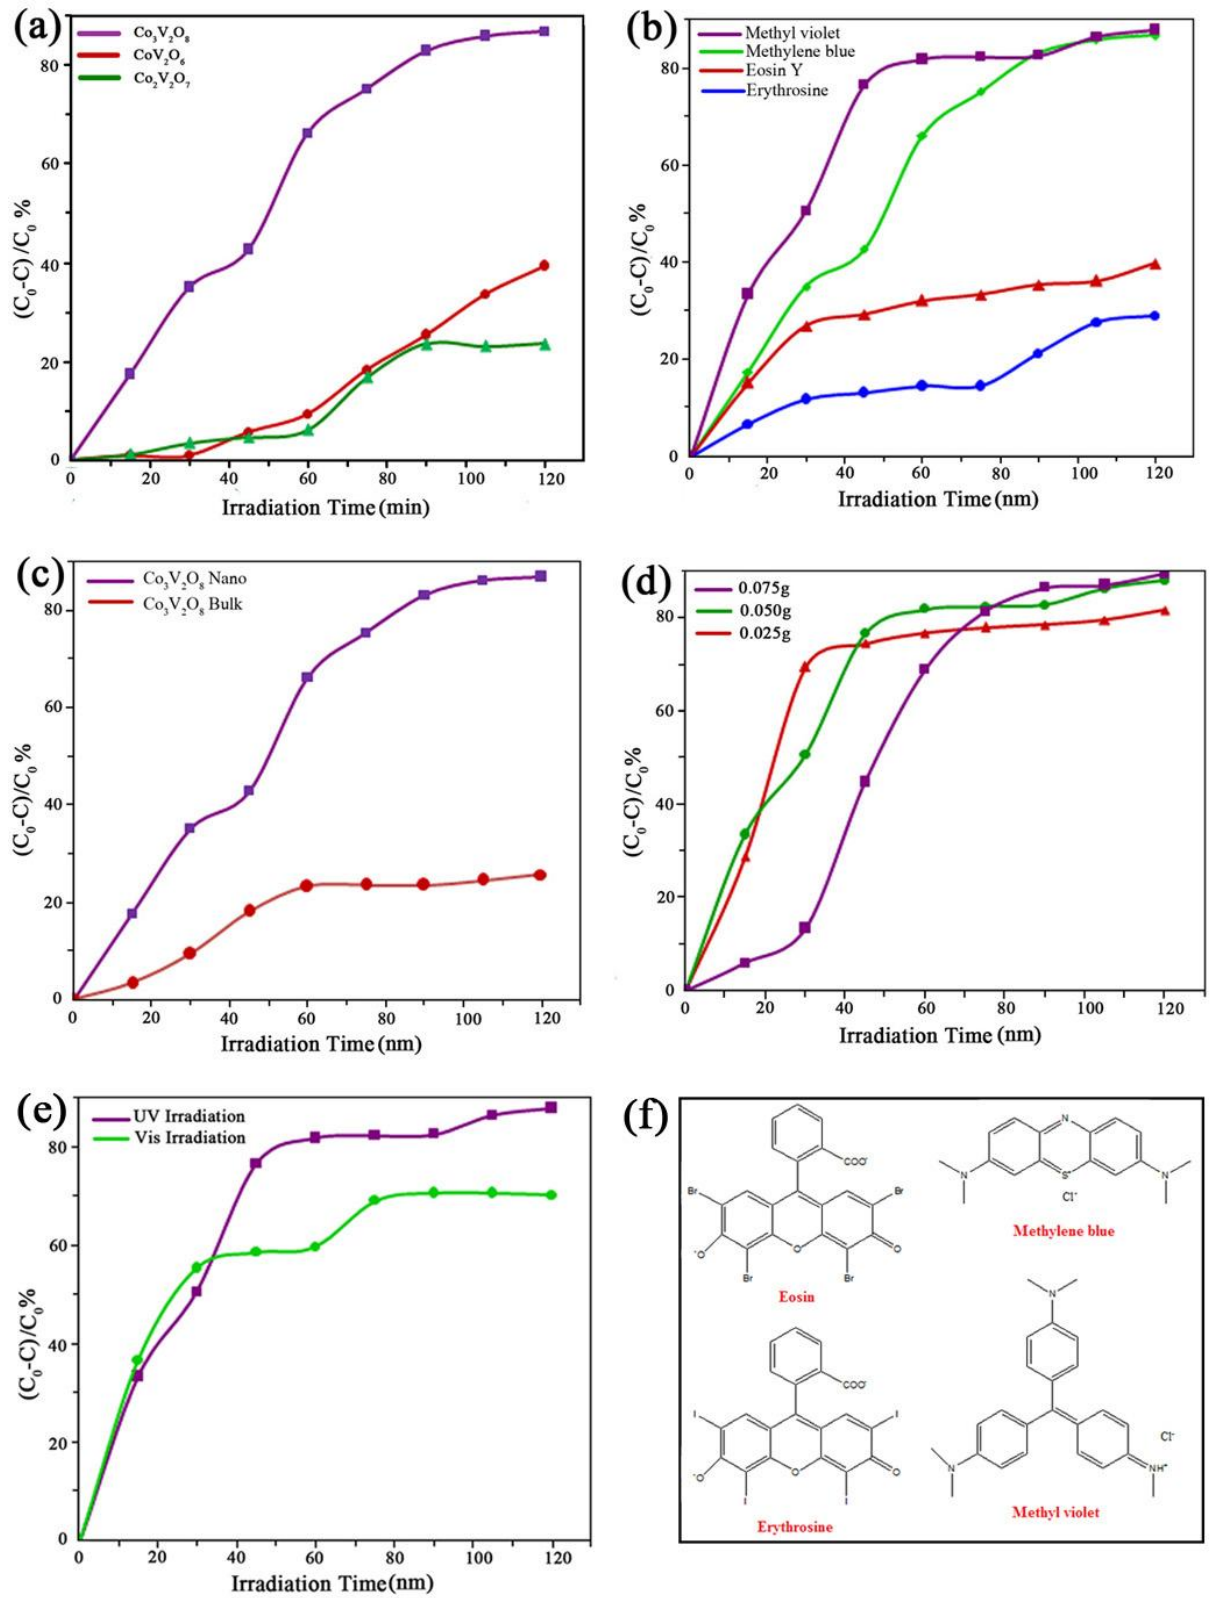 (a)
Co₃V₂O₈
CoV₂O₆
Co₂V₂O₇
80
60
40
20
0
(C₀-C)/C₀ %
0 20 40 60 80 100 120
Irradiation Time (min)
(b)
Methyl violet
Methylene blue
Eosin Y
Erythrosine
80
60
40
20
0
(C₀-C)/C₀ %
0 20 40 60 80 100 120
Irradiation Time (nm)
(c)
Co₃V₂O₈ Nano
Co₃V₂O₈ Bulk
80
60
40
20
0
(C₀-C)/C₀ %
0 20 40 60 80 100 120
Irradiation Time (nm)
(d)
0.075g
0.050g
0.025g
80
60
40
20
0
(C₀-C)/C₀%
0 20 40 60 80 100 120
Irradiation Time (nm)
(e)
UV Irradiation
Vis Irradiation
80
60
40
20
0
(C₀-C)/C₀%
0 20 40 60 80 100 120
Irradiation Time (nm)
(f)
COO⁻
Br Br
⁻O O O
Br Br
Eosin
N
N S⁺ N
Cl⁻
Methylene blue
COO⁻
I I
⁻O O O
I I
Erythrosine
N
Cl⁻
N NH⁺
Methyl violet